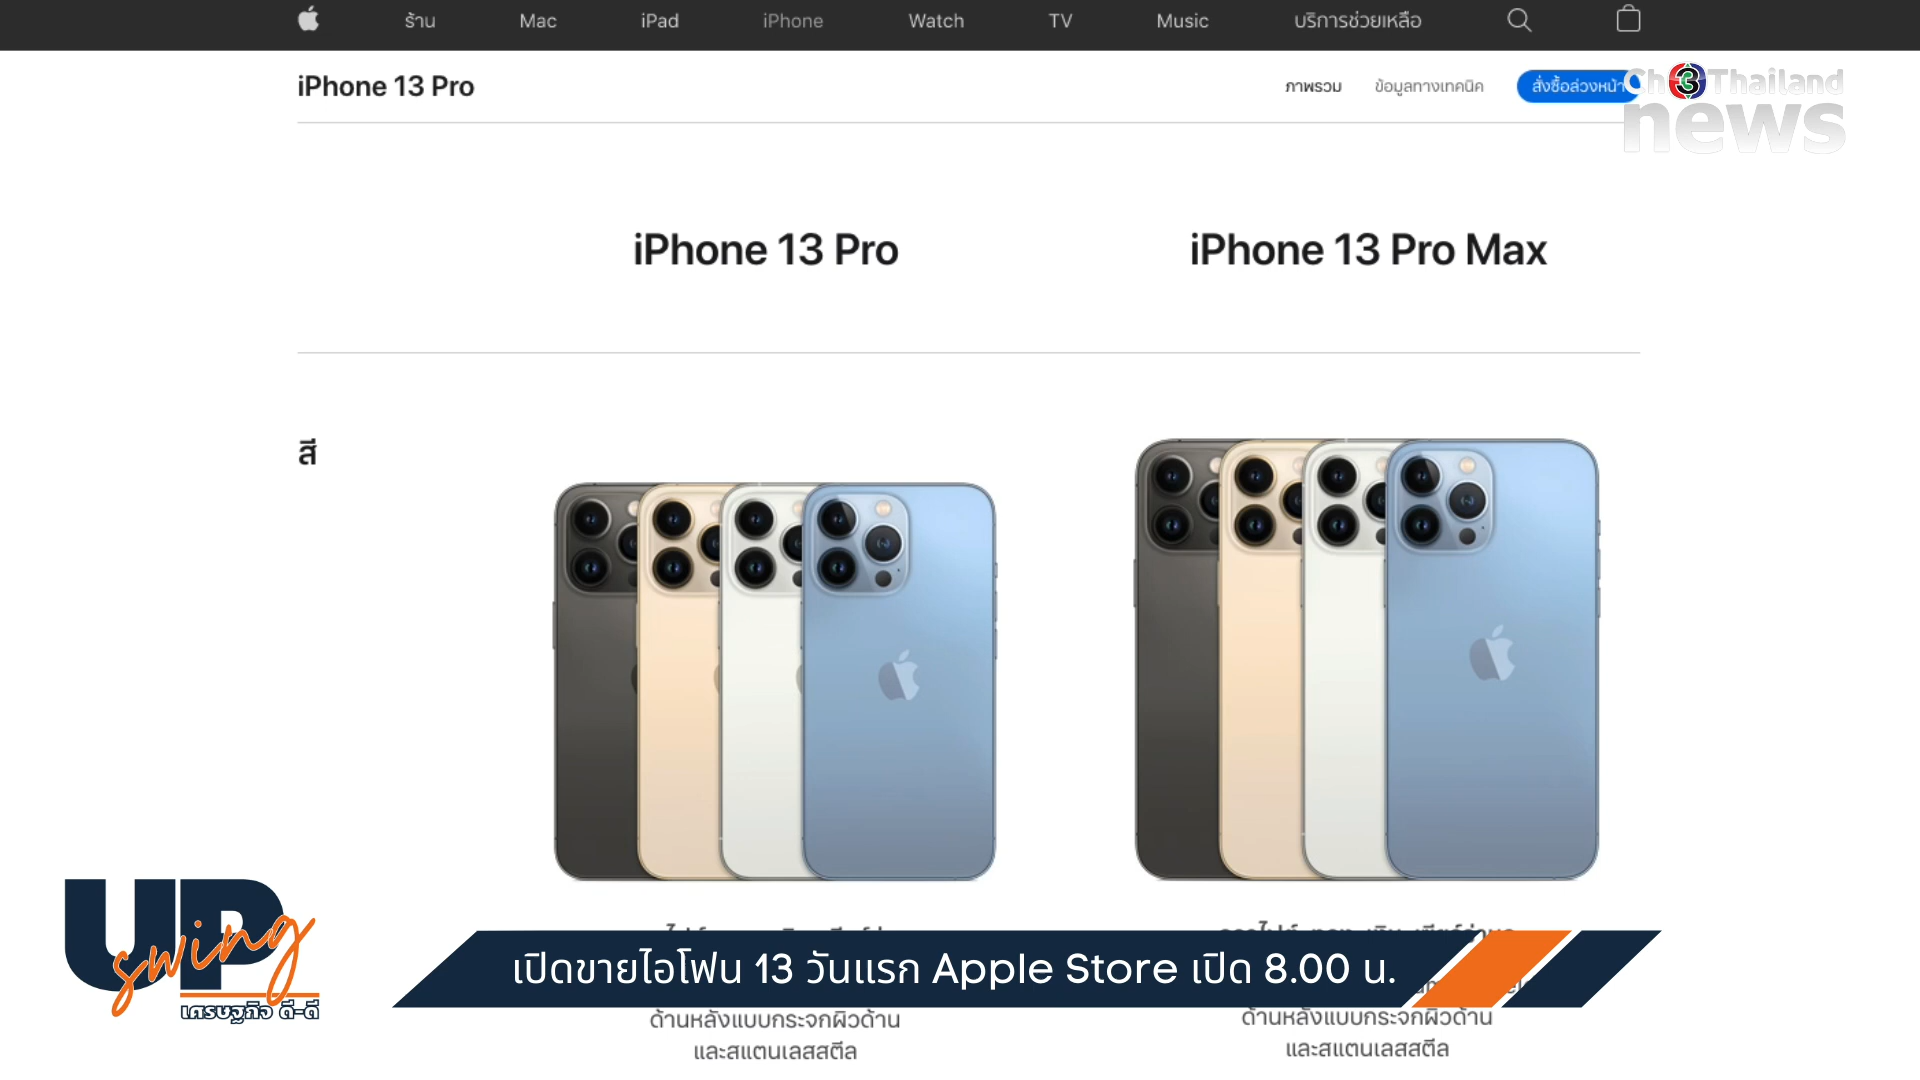 ร้าน Mac iPad iPhone Watch TV Music บริการช่วยเหลือ
iPhone 13 Pro ภาพรวม ข้อมูลทางเทคนิค สั่งซื้อล่วงหน้า
Ch3Thailand
news
iPhone 13 Pro iPhone 13 Pro Max
สี
UP
swing
เศรษฐกิจ ดี-ดี
เปิดขายไอโฟน 13 วันแรก Apple Store เปิด 8.00 น.
ด้านหลังแบบกระจกผิวด้าน ด้านหลังแบบกระจกผิวด้าน
และสแตนเลสสตีล และสแตนเลสสตีล